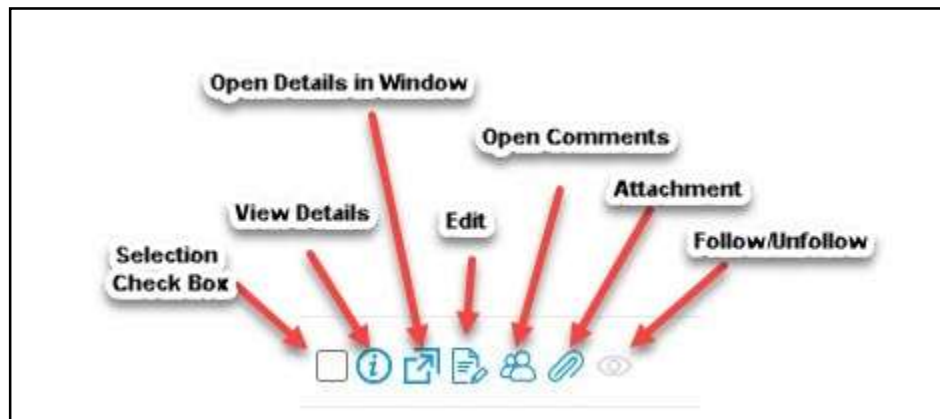 Open Details in Window
Open Comments
Attachment
View Details
Edit
Follow/Unfollow
Selection
Check Box